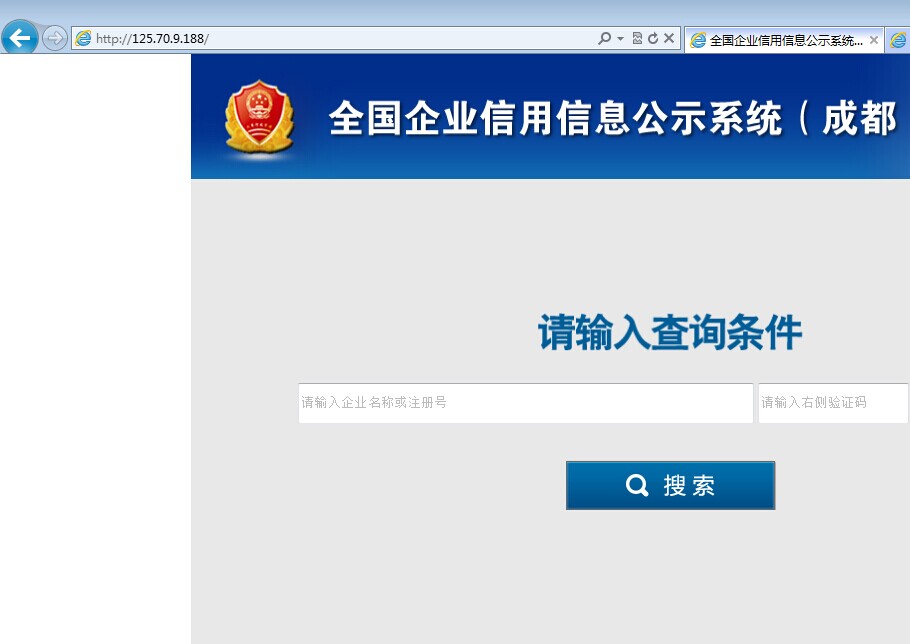 http://125.70.9.188/
全国企业信用信息公示系统...
全国企业信用信息公示系统（成都
请输入查询条件
请输入企业名称或注册号
请输入右侧验证码
搜索